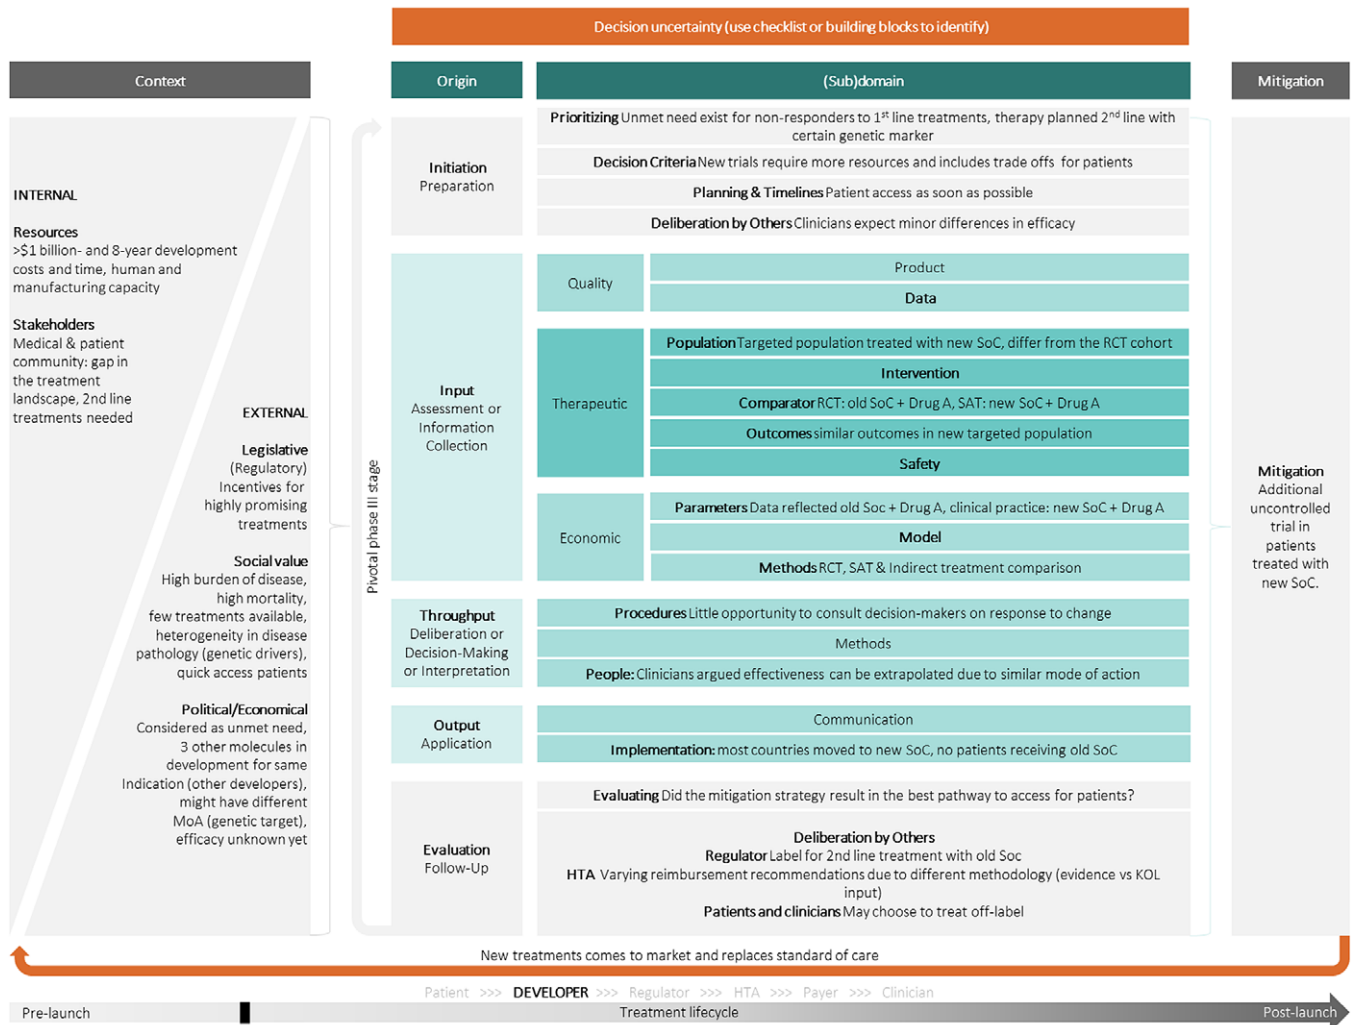 Decision uncertainty (use checklist or building blocks to identify)
Context
Origin
(Sub)domain
Mitigation
INTERNAL
Resources
>$1 billion- and 8-year development
costs and time, human and
manufacturing capacity
Stakeholders
Medical & patient
community: gap in
the treatment
landscape, 2nd line
treatments needed
EXTERNAL
Legislative
(Regulatory)
Incentives for
highly promising
treatments
Social value
High burden of disease,
high mortality,
few treatments available,
heterogeneity in disease
pathology (genetic drivers),
quick access patients
Political/Economical
Considered as unmet need,
3 other molecules in
development for same
Indication (other developers),
might have different
MoA (genetic target),
efficacy unknown yet
Pivotal phase III stage
Initiation
Preparation
Prioritizing Unmet need exist for non-responders to 1st line treatments, therapy planned 2nd line with
certain genetic marker
Decision Criteria New trials require more resources and includes trade offs for patients
Planning & Timelines Patient access as soon as possible
Deliberation by Others Clinicians expect minor differences in efficacy
Input
Assessment or
Information
Collection
Quality
Product
Data
Therapeutic
Population Targeted population treated with new SoC, differ from the RCT cohort
Intervention
Comparator RCT: old SoC + Drug A, SAT: new SoC + Drug A
Outcomes similar outcomes in new targeted population
Safety
Economic
Parameters Data reflected old Soc + Drug A, clinical practice: new SoC + Drug A
Model
Methods RCT, SAT & Indirect treatment comparison
Throughput
Deliberation or
Decision-Making
or Interpretation
Procedures Little opportunity to consult decision-makers on response to change
Methods
People: Clinicians argued effectiveness can be extrapolated due to similar mode of action
Output
Application
Communication
Implementation: most countries moved to new SoC, no patients receiving old SoC
Evaluation
Follow-Up
Evaluating Did the mitigation strategy result in the best pathway to access for patients?
Deliberation by Others
Regulator Label for 2nd line treatment with old Soc
HTA Varying reimbursement recommendations due to different methodology (evidence vs KOL
input)
Patients and clinicians May choose to treat off-label
Mitigation
Additional
uncontrolled
trial in
patients
treated with
new SoC.
New treatments comes to market and replaces standard of care
Patient >>> DEVELOPER >>> Regulator >>> HTA >>> Payer >>> Clinician
Pre-launch
Treatment lifecycle
Post-launch